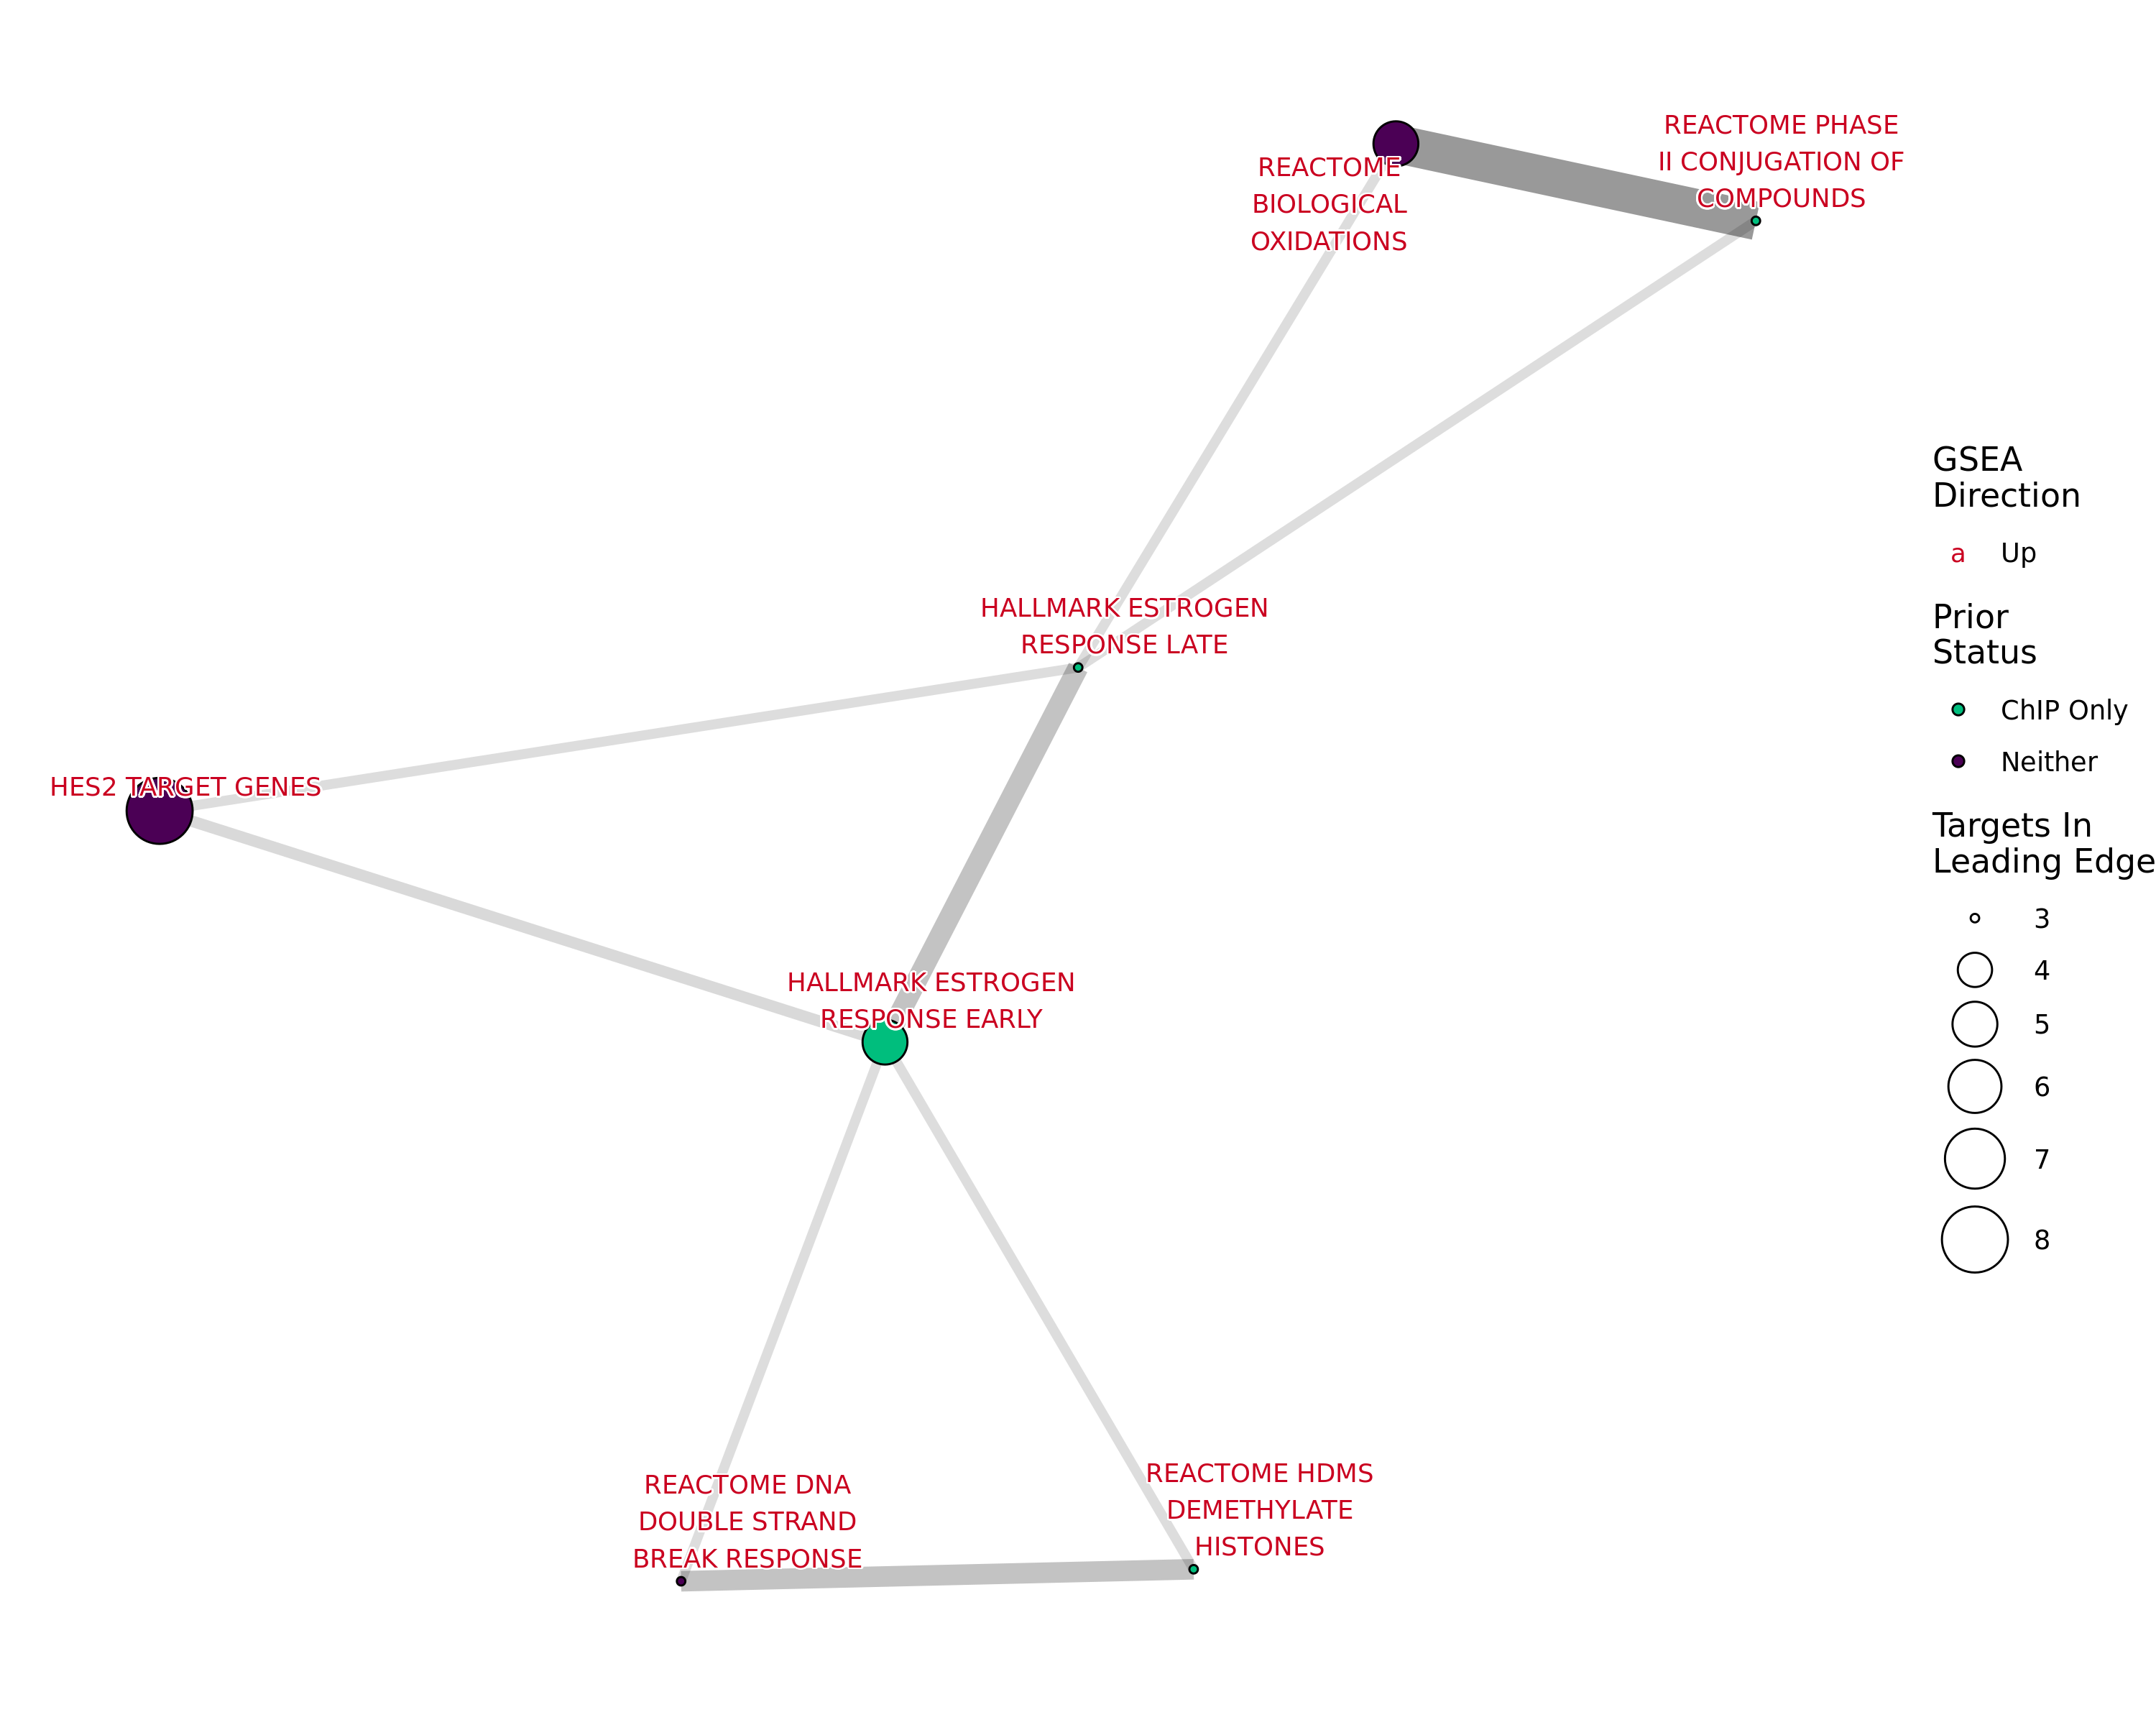 REACTOME PHASE
II CONJUGATION OF
COMPOUNDS
REACTOME
BIOLOGICAL
OXIDATIONS
HALLMARK ESTROGEN
RESPONSE LATE
HES2 TARGET GENES
HALLMARK ESTROGEN
RESPONSE EARLY
REACTOME DNA
DOUBLE STRAND
BREAK RESPONSE
REACTOME HDMS
DEMETHYLATE
HISTONES
GSEA
Direction
a Up
Prior
Status
ChIP Only
Neither
Targets In
Leading Edge
3
4
5
6
7
8